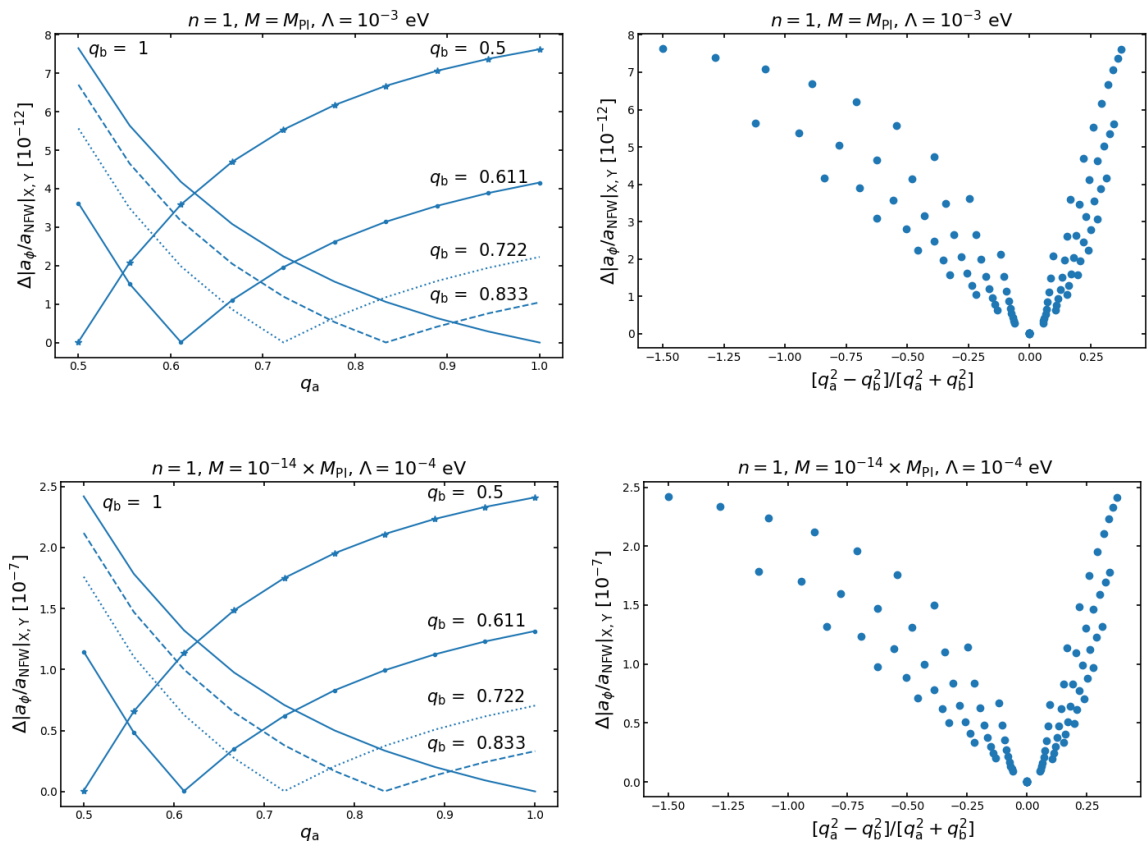 n = 1, M = M_Pl, Λ = 10^−3 eV
Δ|a_ϕ/a_NFW|_X,Y [10^−12]
8
7
6
5
4
3
2
1
0
q_b = 1
q_b = 0.5
q_b = 0.611
q_b = 0.722
q_b = 0.833
0.5 0.6 0.7 0.8 0.9 1.0
q_a
n = 1, M = M_Pl, Λ = 10^−3 eV
Δ|a_ϕ/a_NFW|_X,Y [10^−12]
8
7
6
5
4
3
2
1
0
−1.50 −1.25 −1.00 −0.75 −0.50 −0.25 0.00 0.25
[q_a^2 − q_b^2]/[q_a^2 + q_b^2]
n = 1, M = 10^−14 × M_Pl, Λ = 10^−4 eV
Δ|a_ϕ/a_NFW|_X,Y [10^−7]
2.5
2.0
1.5
1.0
0.5
0.0
q_b = 1
q_b = 0.5
q_b = 0.611
q_b = 0.722
q_b = 0.833
0.5 0.6 0.7 0.8 0.9 1.0
q_a
n = 1, M = 10^−14 × M_Pl, Λ = 10^−4 eV
Δ|a_ϕ/a_NFW|_X,Y [10^−7]
2.5
2.0
1.5
1.0
0.5
0.0
−1.50 −1.25 −1.00 −0.75 −0.50 −0.25 0.00 0.25
[q_a^2 − q_b^2]/[q_a^2 + q_b^2]